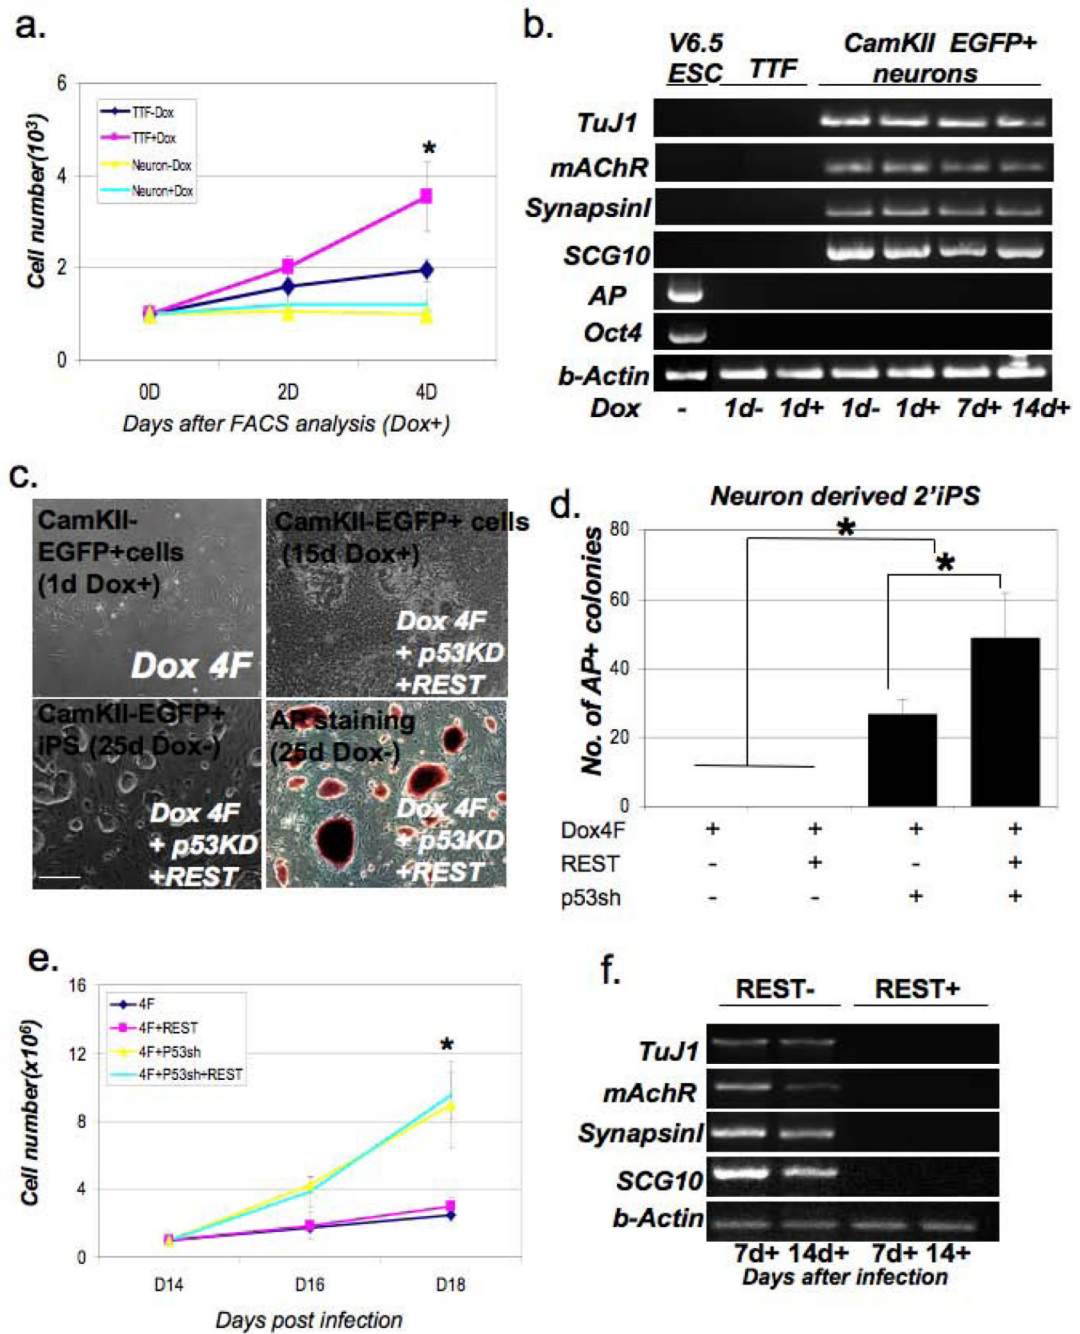 a.
6
4
2
0
Cell number(10³)
TTF-Dox
TTF+Dox
Neuron-Dox
Neuron+Dox
*
0D 2D 4D
Days after FACS analysis (Dox+)
b.
V6.5 ESC
TTF
CamKII EGFP+ neurons
TuJ1
mAChR
SynapsinI
SCG10
AP
Oct4
b-Actin
Dox - 1d- 1d+ 1d- 1d+ 7d+ 14d+
c.
CamKII-
EGFP+cells
(1d Dox+)
Dox 4F
CamKII-EGFP+ cells
(15d Dox+)
Dox 4F
+ p53KD
+REST
CamKII-EGFP+
iPS (25d Dox-)
Dox 4F
+ p53KD
+REST
AP staining
(25d Dox-)
Dox 4F
+ p53KD
+REST
d.
Neuron derived 2'iPS
No. of AP+ colonies
80
60
40
20
0
*
*
Dox4F + + + +
REST - + - +
p53sh - - + +
e.
16
12
8
4
0
Cell number(x10⁶)
4F
4F+REST
4F+P53sh
4F+P53sh+REST
*
D14 D16 D18
Days post infection
f.
REST- REST+
TuJ1
mAchR
SynapsinI
SCG10
b-Actin
7d+ 14d+ 7d+ 14+
Days after infection